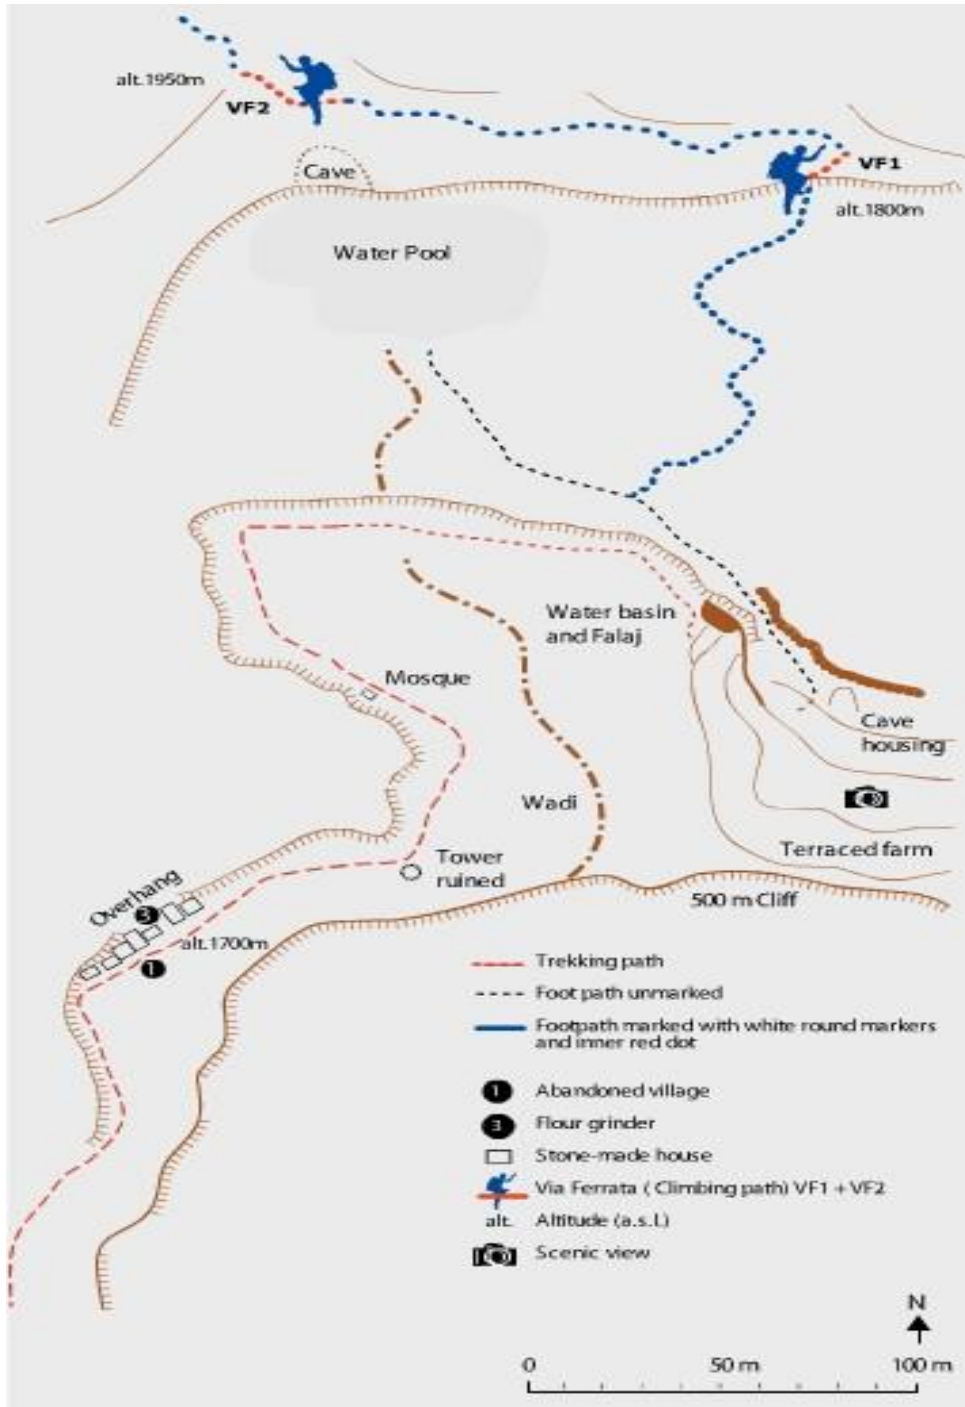 alt.1950m
VF2
Cave
VF1
alt.1800m
Water Pool
Water basin
and Falaj
Mosque
Cave
housing
Wadi
Terraced farm
Tower
ruined
500 m Cliff
Overhang
3
alt.1700m
1
Trekking path
Foot path unmarked
Footpath marked with white round markers
and inner red dot
1 Abandoned village
3 Flour grinder
Stone-made house
Via Ferrata ( Climbing path) VF1 + VF2
alt. Altitude (a.s.l.)
Scenic view
N
0 50 m 100 m